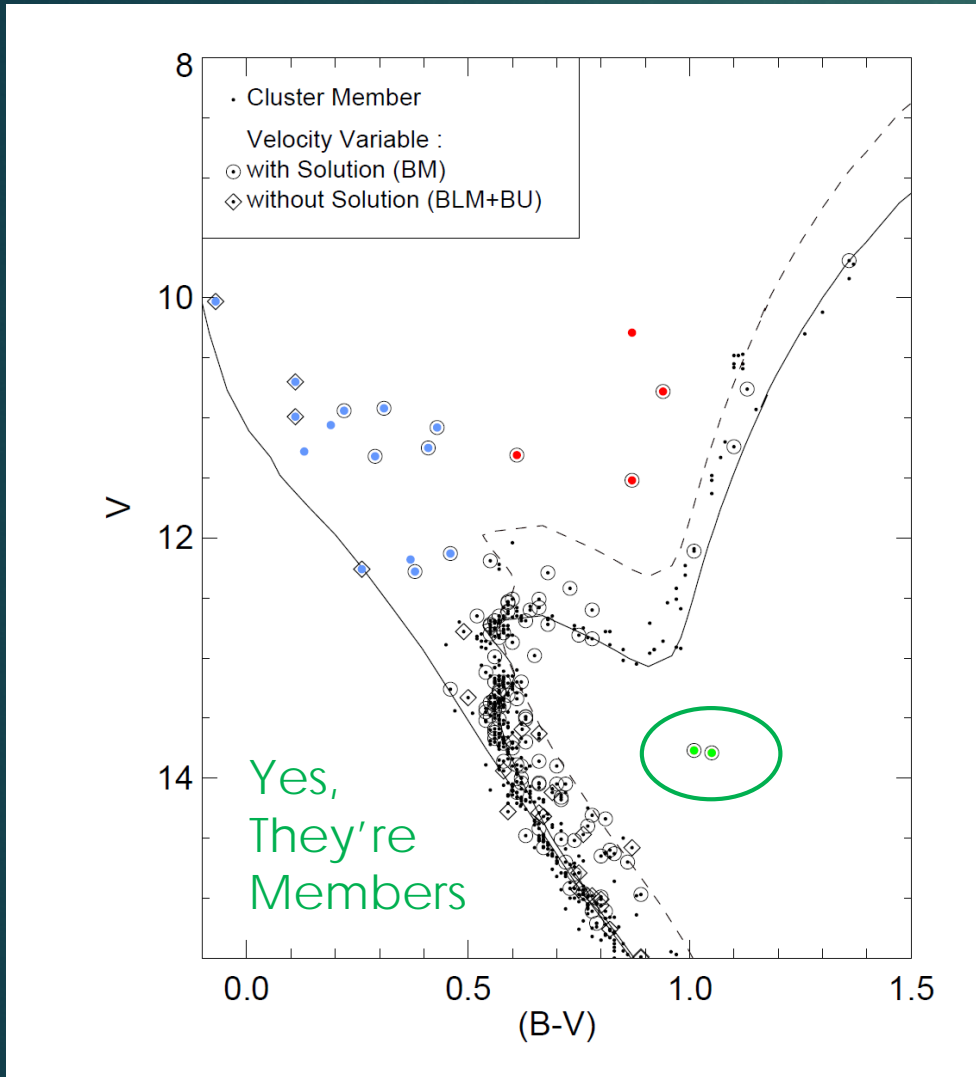 8
10
12
14
V
· Cluster Member
Velocity Variable :
with Solution (BM)
without Solution (BLM+BU)
Yes,
They're
Members
0.0 0.5 1.0 1.5
(B-V)